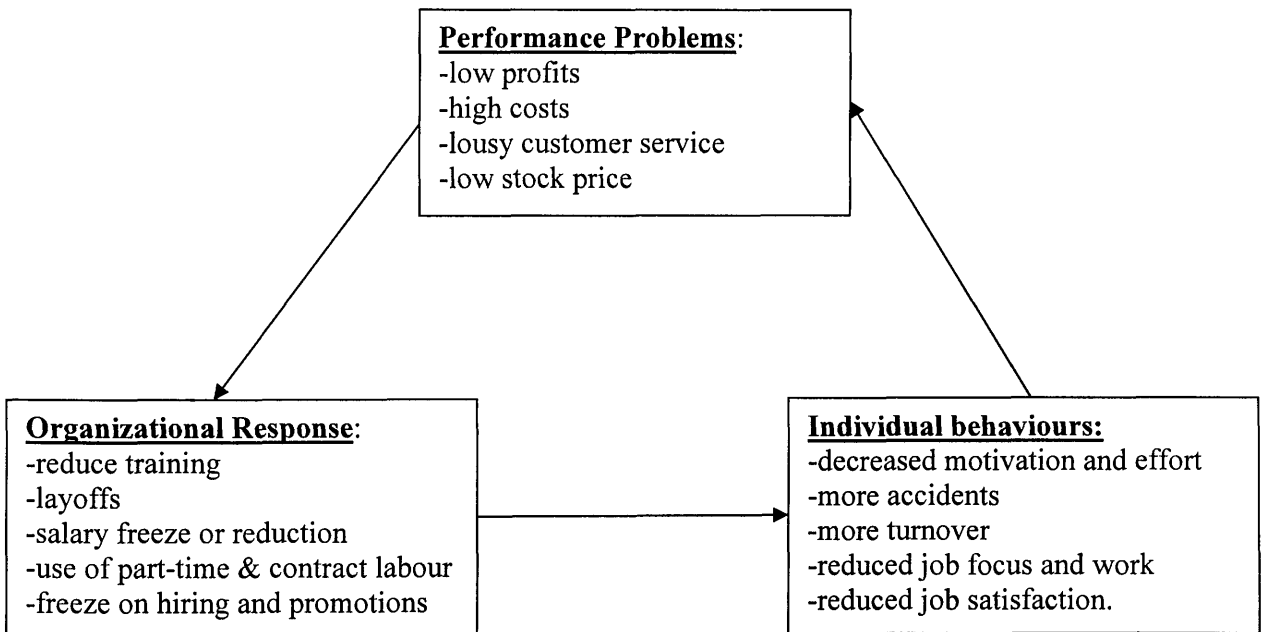 Performance Problems:
-low profits
-high costs
-lousy customer service
-low stock price
Organizational Response:
-reduce training
-layoffs
-salary freeze or reduction
-use of part-time & contract labour
-freeze on hiring and promotions
Individual behaviours:
-decreased motivation and effort
-more accidents
-more turnover
-reduced job focus and work
-reduced job satisfaction.